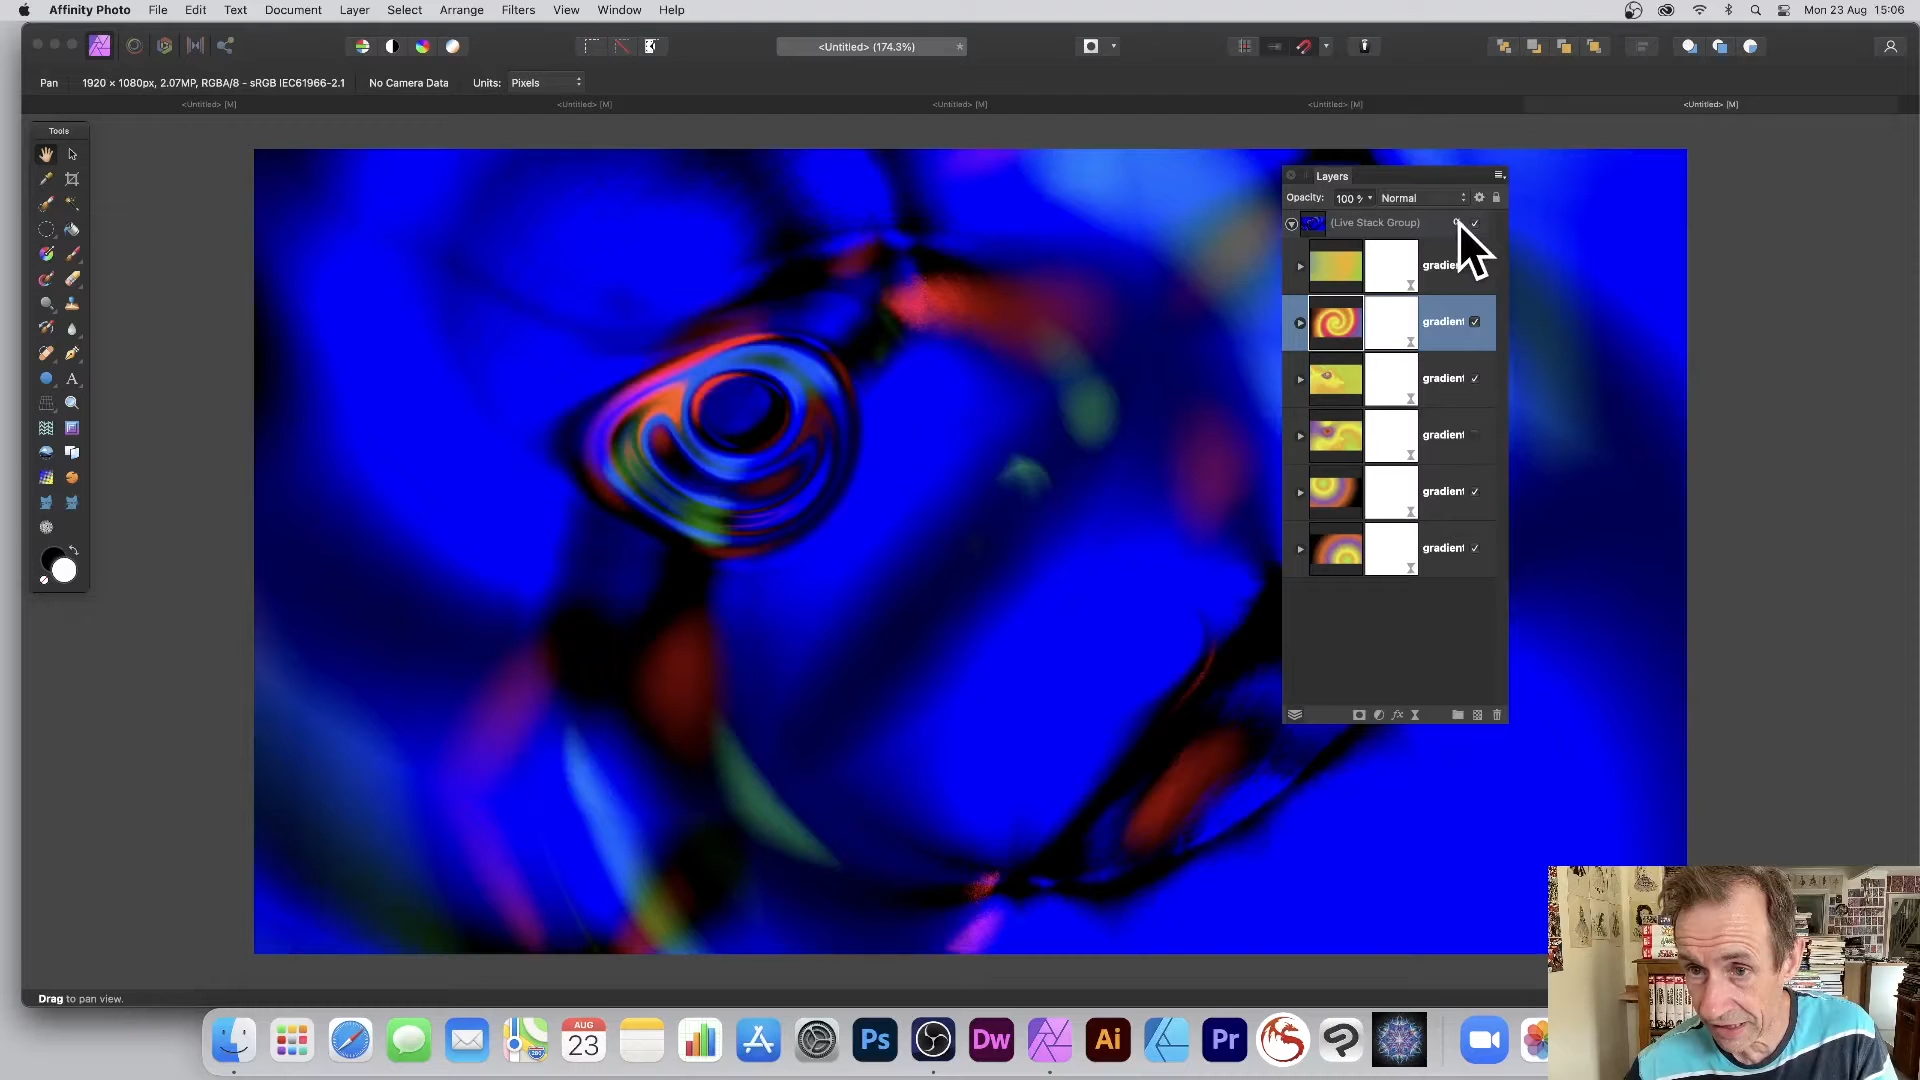 Affinity Photo File Edit Text Document Layer Select Arrange Filters View Window Help Mon 23 Aug 15:06
<Untitled> (174.3%)
Pan 1920 × 1080px, 2.07MP, RGBA/8 - sRGB IEC61966-2.1 No Camera Data Units: Pixels
<Untitled> [M] <Untitled> [M] <Untitled> [M] <Untitled> [M] <Untitled> [M]
Tools
Layers
Opacity: 100 % Normal
(Live Stack Group)
gradien
gradient
gradient
gradient
gradient
gradient
A
fx
Drag to pan view.
AUG
23
280
Ps Dw Ai Pr